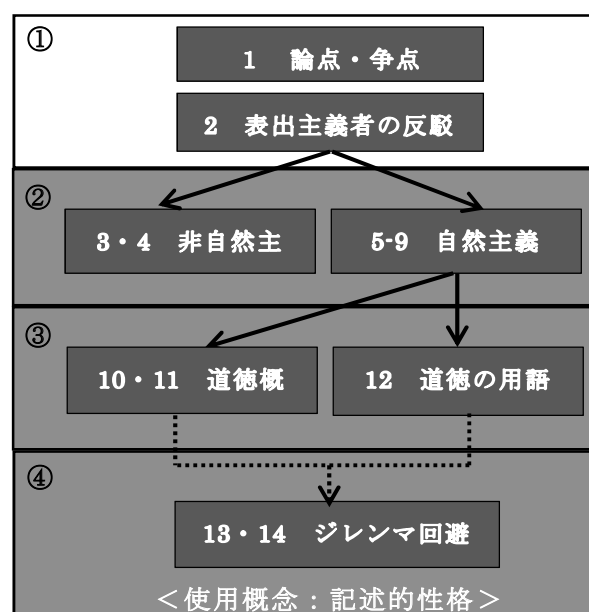 ①
1 論点・争点
2 表出主義者の反駁
②
3・4 非自然主
5-9 自然主義
③
10・11 道徳概
12 道徳の用語
④
13・14 ジレンマ回避
＜使用概念：記述的性格＞